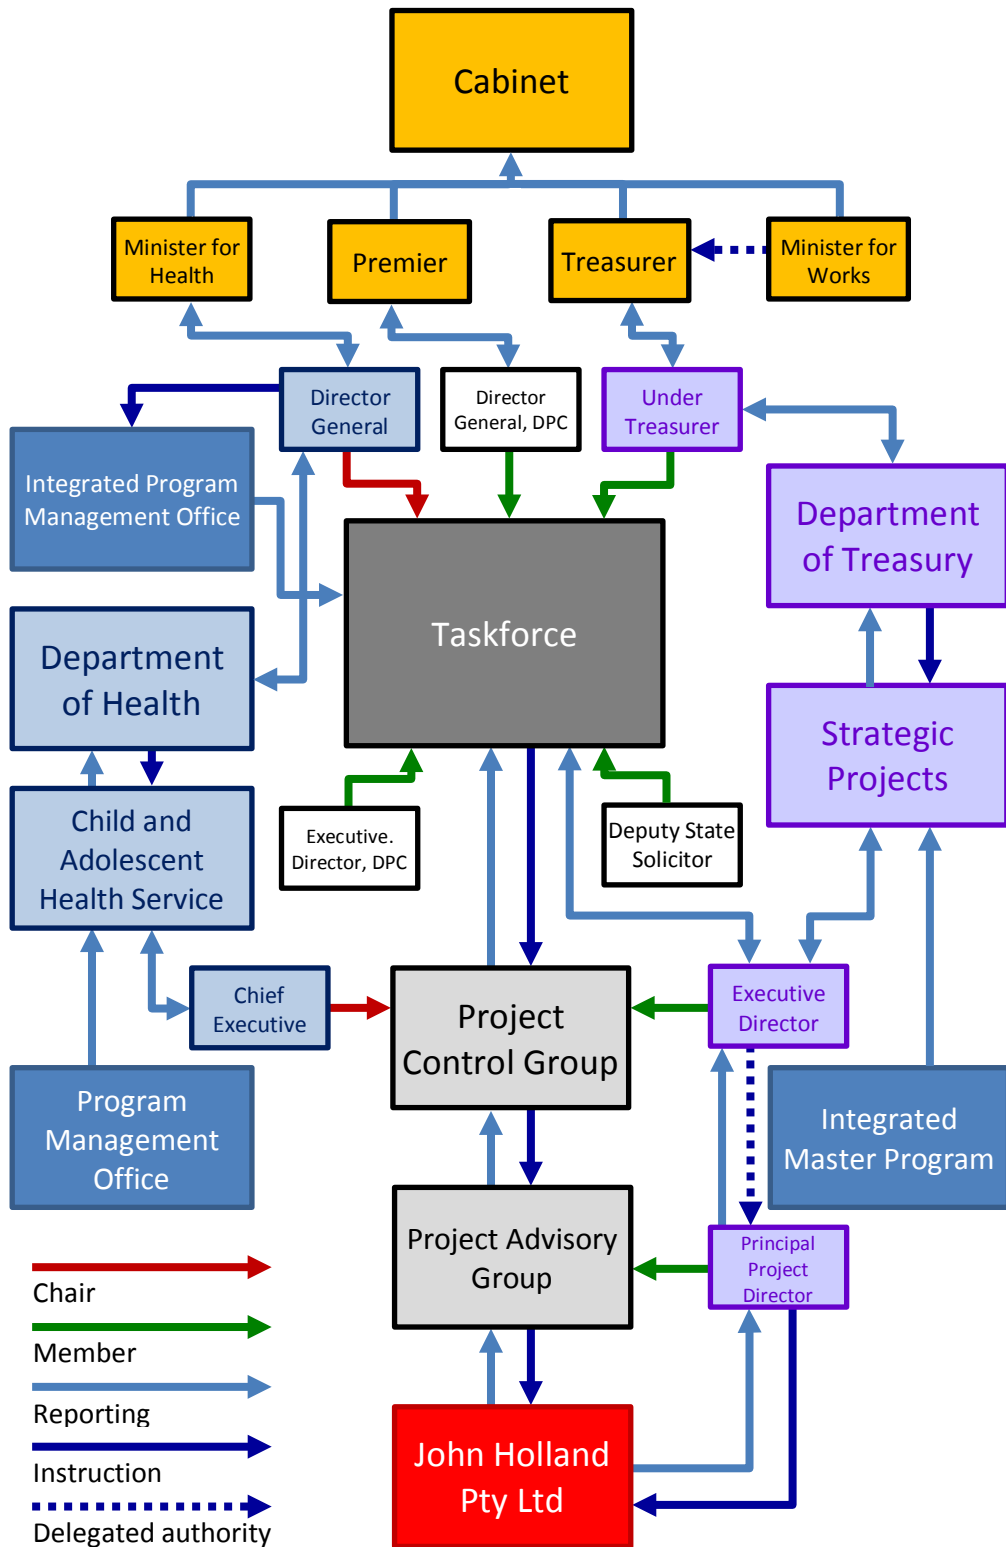 Cabinet
Minister for
Health
Premier
Treasurer
Minister for
Works
Director
General
Director
General, DPC
Under
Treasurer
Integrated Program
Management Office
Department
of Treasury
Taskforce
Department
of Health
Strategic
Projects
Child and
Adolescent
Health Service
Executive.
Director, DPC
Deputy State
Solicitor
Chief
Executive
Project
Control Group
Executive
Director
Program
Management
Office
Integrated
Master Program
Project Advisory
Group
Principal
Project
Director
John Holland
Pty Ltd
Chair
Member
Reporting
Instruction
Delegated authority